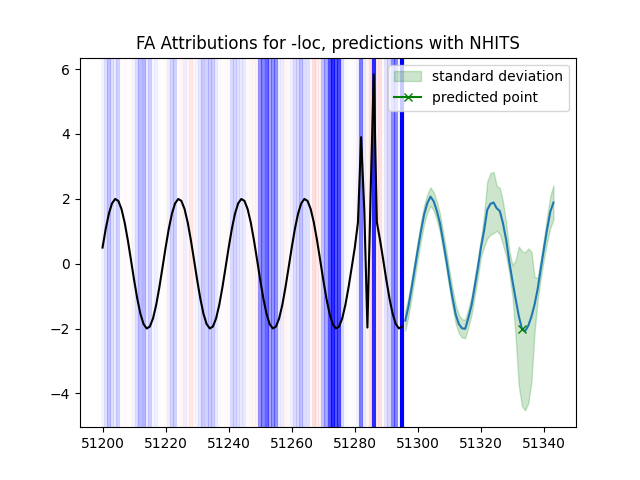 FA Attributions for -loc, predictions with NHITS
standard deviation
predicted point
6
4
2
0
−2
−4
51200 51220 51240 51260 51280 51300 51320 51340